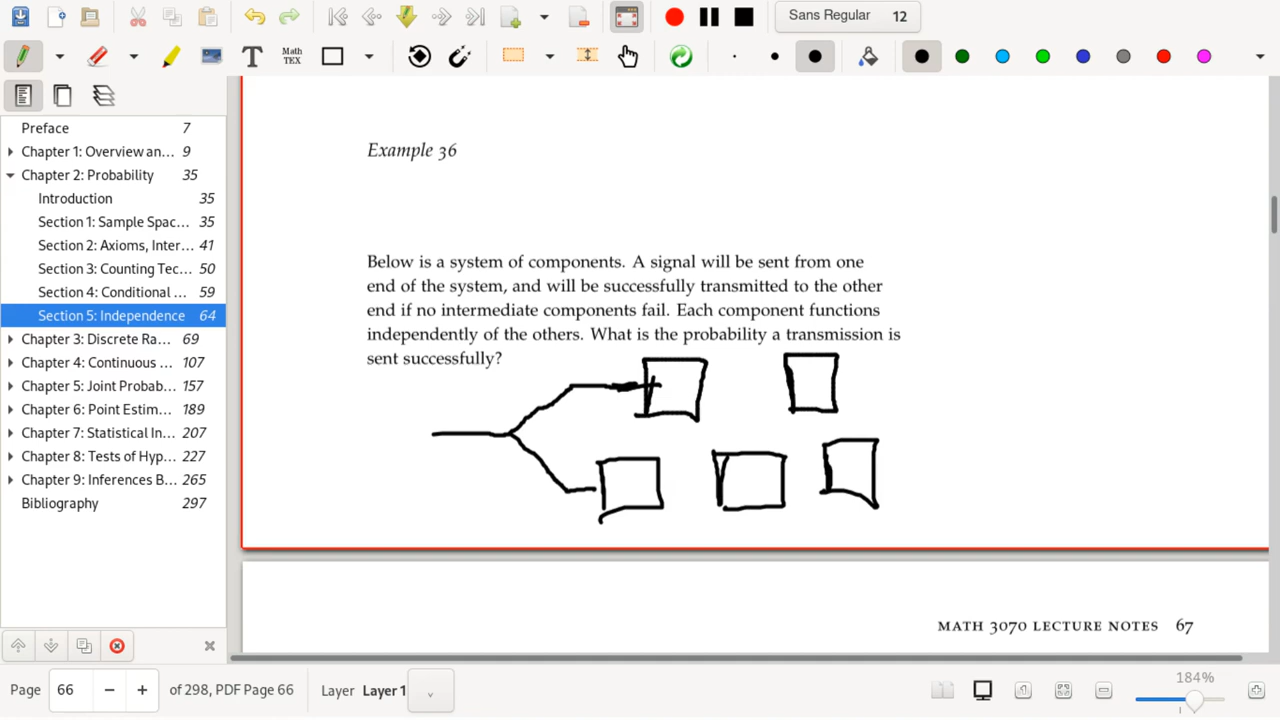 Sans Regular 12
T Math TEX
Preface 7
Chapter 1: Overview an... 9
Chapter 2: Probability 35
Introduction 35
Section 1: Sample Spac... 35
Section 2: Axioms, Inter... 41
Section 3: Counting Tec... 50
Section 4: Conditional ... 59
Section 5: Independence 64
Chapter 3: Discrete Ra... 69
Chapter 4: Continuous ... 107
Chapter 5: Joint Probab... 157
Chapter 6: Point Estim... 189
Chapter 7: Statistical In... 207
Chapter 8: Tests of Hyp... 227
Chapter 9: Inferences B... 265
Bibliography 297
Example 36
Below is a system of components. A signal will be sent from one
end of the system, and will be successfully transmitted to the other
end if no intermediate components fail. Each component functions
independently of the others. What is the probability a transmission is
sent successfully?
MATH 3070 LECTURE NOTES 67
Page 66 of 298, PDF Page 66 Layer Layer 1
184%